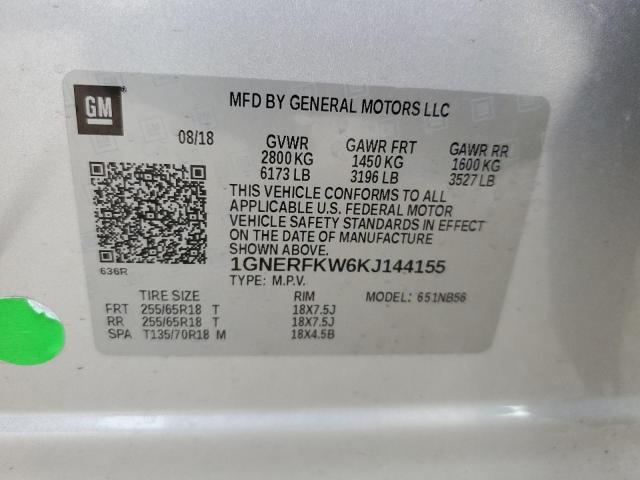 GM
MFD BY GENERAL MOTORS LLC
08/18 GVWR GAWR FRT GAWR RR
2800 KG 1450 KG 1600 KG
6173 LB 3196 LB 3527 LB
THIS VEHICLE CONFORMS TO ALL
APPLICABLE U.S. FEDERAL MOTOR
VEHICLE SAFETY STANDARDS IN EFFECT
ON THE DATE OF MANUFACTURE
636R
1GNERFKW6KJ144155
TYPE: M.P.V.
TIRE SIZE RIM MODEL: 651NB56
FRT 255/65R18 T 18X7.5J
RR 255/65R18 T 18X7.5J
SPA T135/70R18 M 18X4.5B